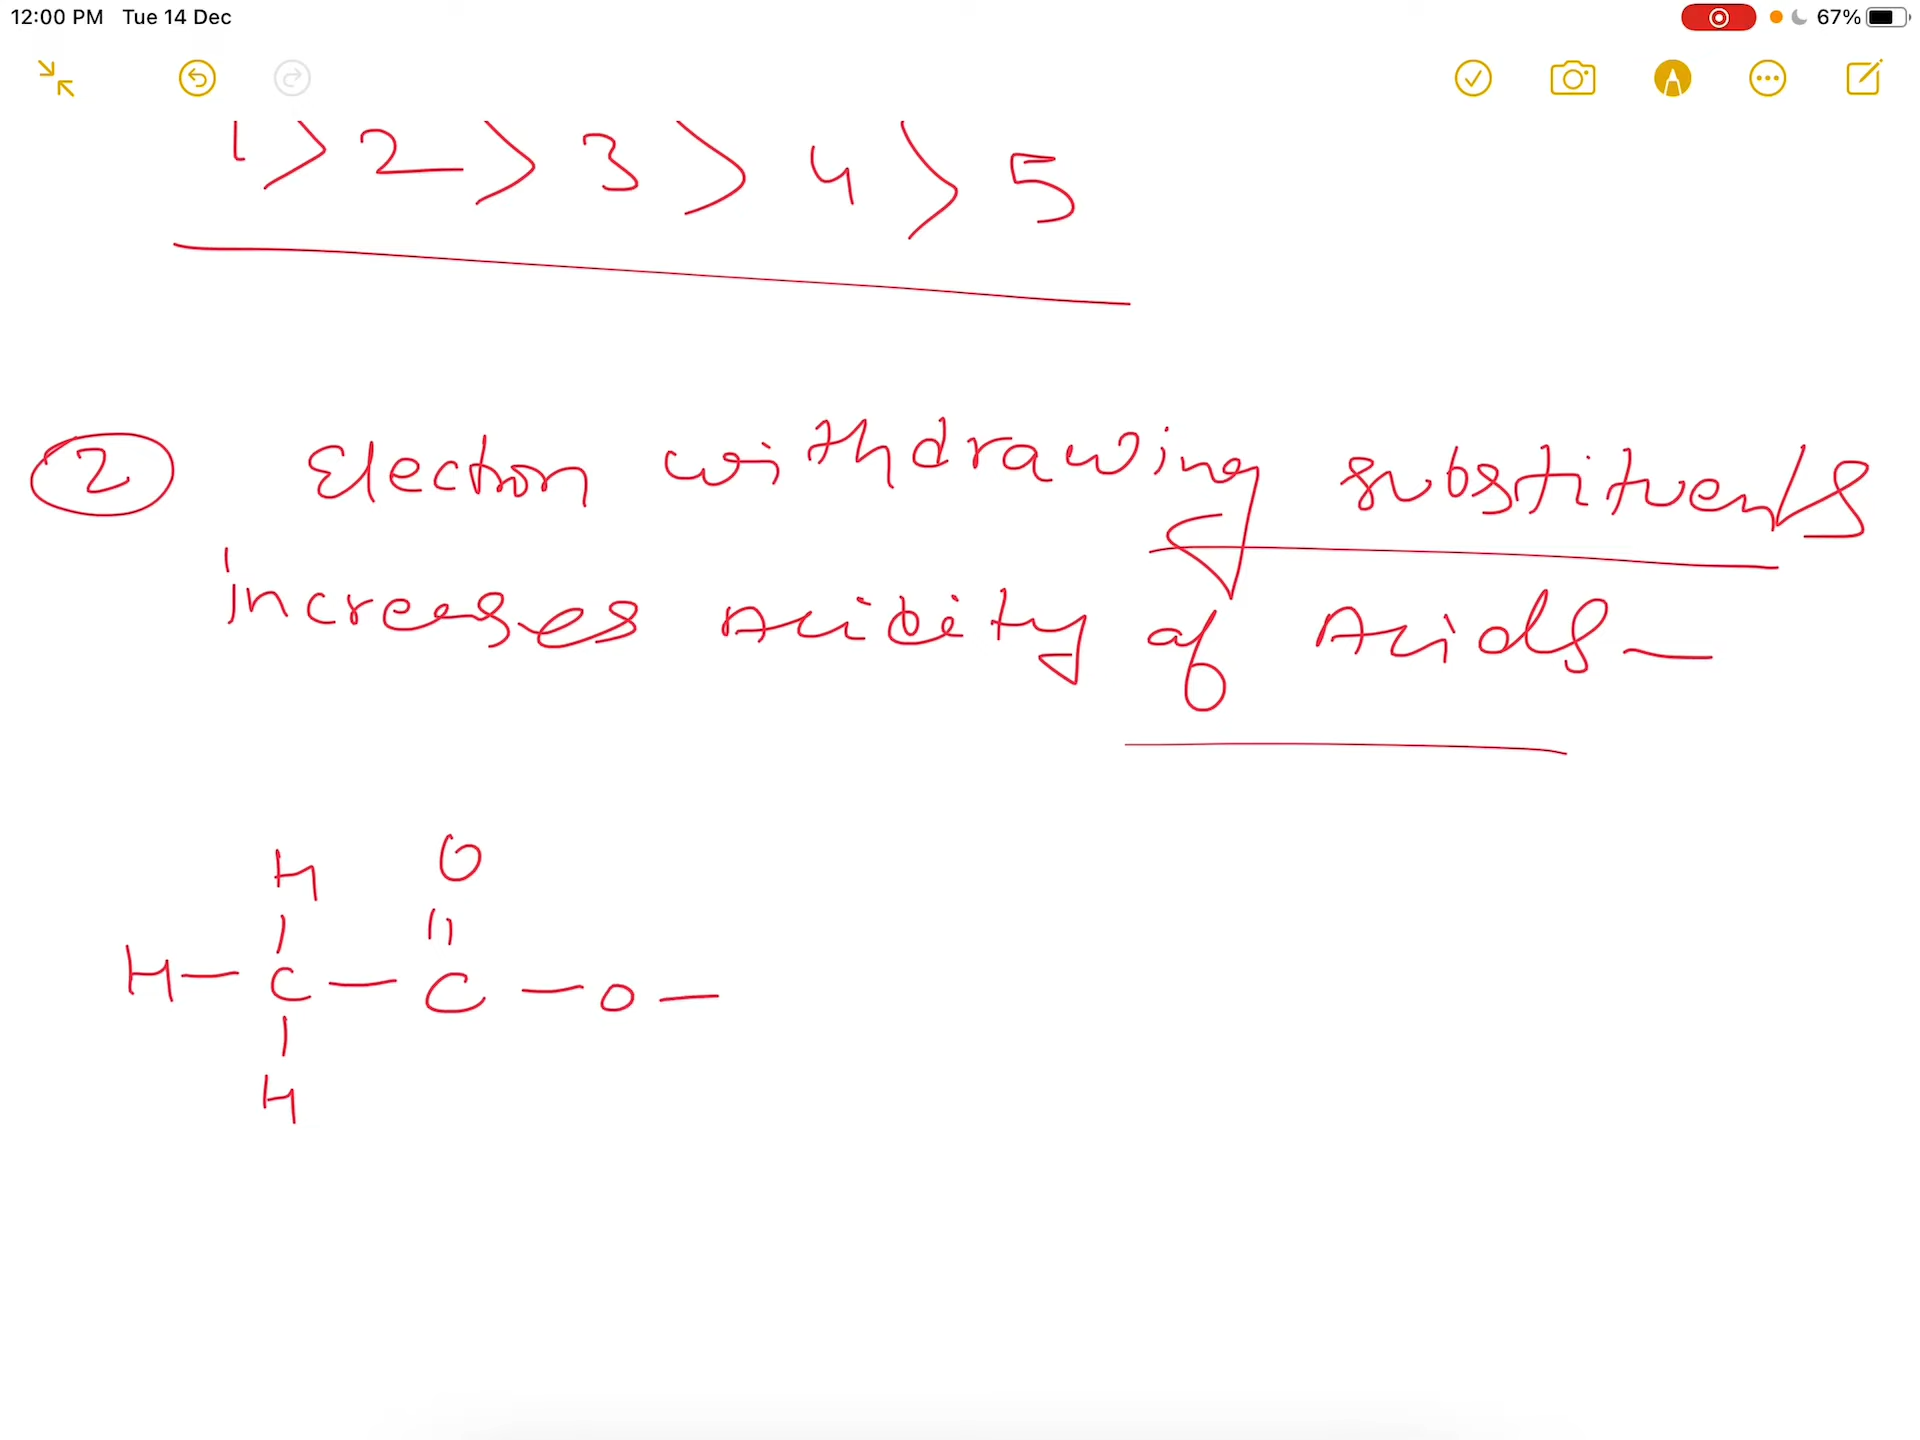 12:00 PM Tue 14 Dec 67%
1 > 2 > 3 > 4 > 5
2 Electron withdrawing substituents
increases Acidity of Acids -
H O
| ||
H - C - C - O -
|
H